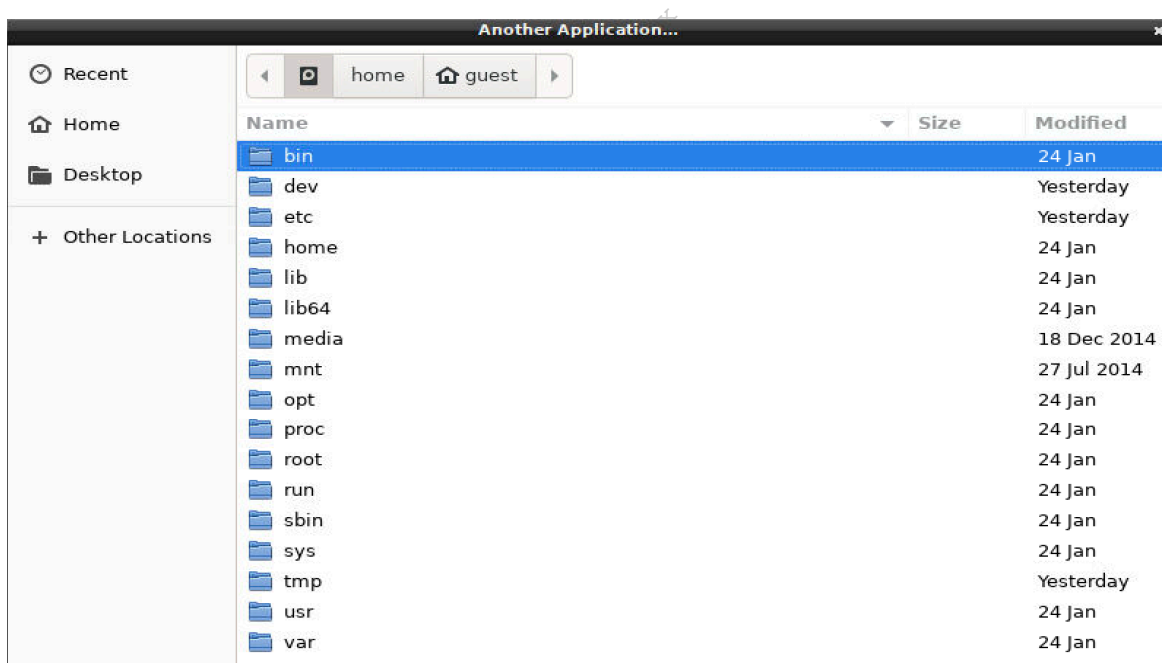 Another Application...
Recent
Home
Desktop
Other Locations
home guest
Name Size Modified
bin 24 Jan
dev Yesterday
etc Yesterday
home 24 Jan
lib 24 Jan
lib64 24 Jan
media 18 Dec 2014
mnt 27 Jul 2014
opt 24 Jan
proc 24 Jan
root 24 Jan
run 24 Jan
sbin 24 Jan
sys 24 Jan
tmp Yesterday
usr 24 Jan
var 24 Jan